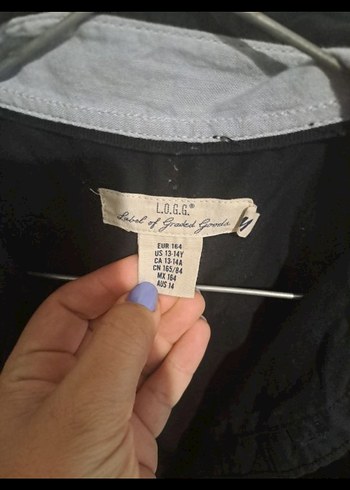 L.O.G.G.®
Label of Graded Goods
EUR 164
US 13-14Y
CA 13-14A
CN 165/84
MX 164
AUS 14